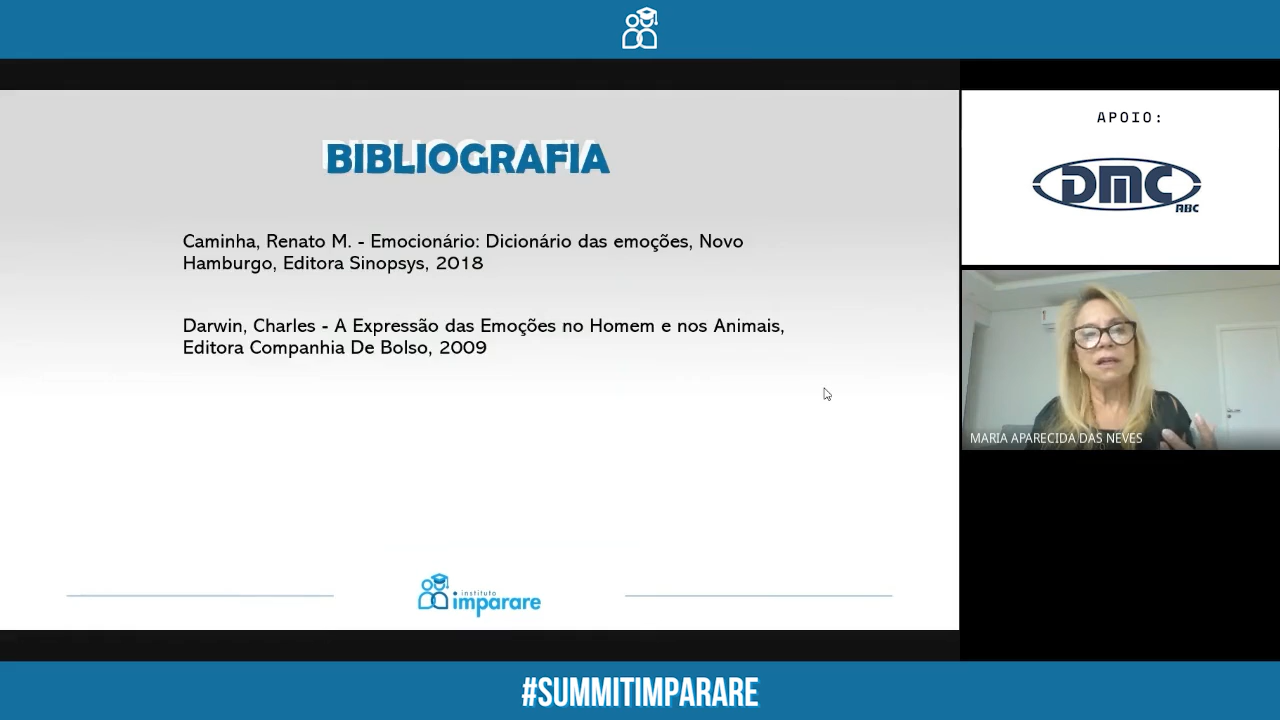 BIBLIOGRAFIA
Caminha, Renato M. - Emocionário: Dicionário das emoções, Novo
Hamburgo, Editora Sinopsys, 2018
Darwin, Charles - A Expressão das Emoções no Homem e nos Animais,
Editora Companhia De Bolso, 2009
instituto
imparare
APOIO:
DMC
ABC
MARIA APARECIDA DAS NEVES
#SUMMITIMPARARE